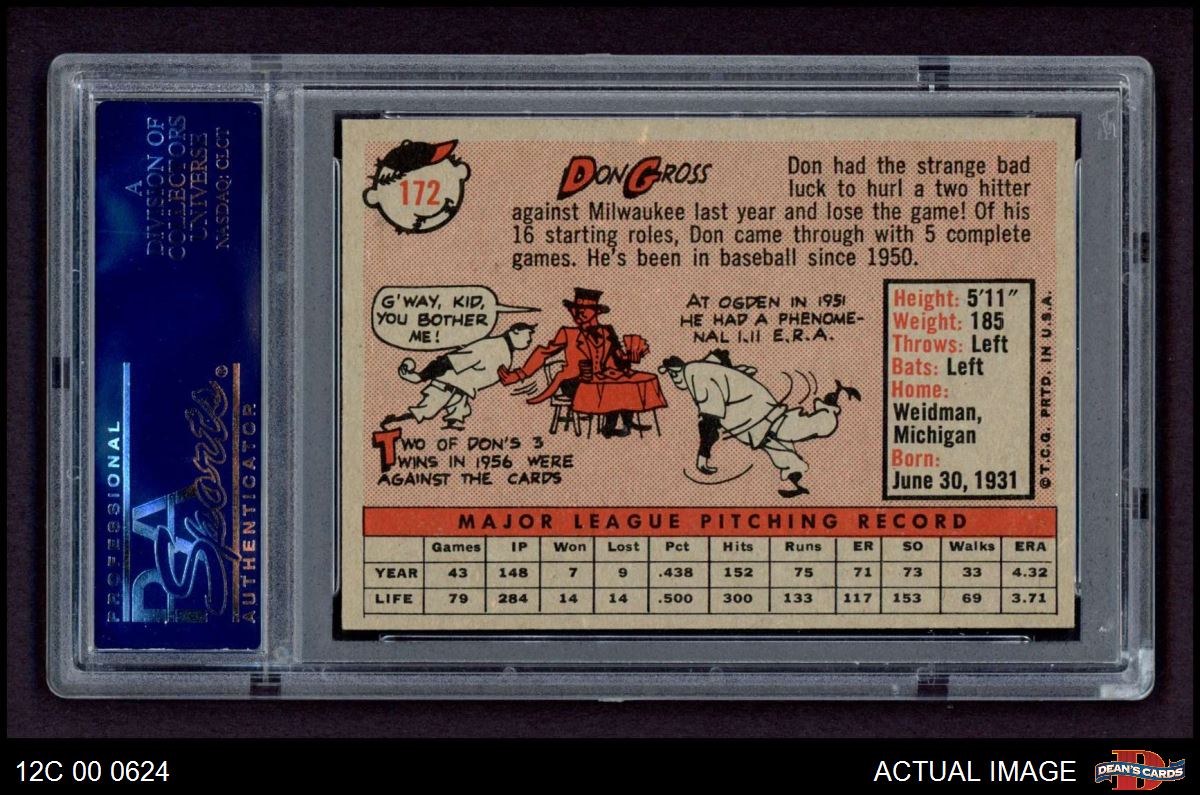 A
DIVISION OF
COLLECTORS
UNIVERSE
NASDAQ: CLCT
PROFESSIONAL
PSA
Sports®
AUTHENTICATOR
172
DON GROSS
Don had the strange bad
luck to hurl a two hitter
against Milwaukee last year and lose the game! Of his
16 starting roles, Don came through with 5 complete
games. He's been in baseball since 1950.
G'WAY, KID,
YOU BOTHER
ME!
TWO OF DON'S 3
WINS IN 1956 WERE
AGAINST THE CARDS
AT OGDEN IN 1951
HE HAD A PHENOME-
NAL 1.11 E.R.A.
Height: 5'11"
Weight: 185
Throws: Left
Bats: Left
Home:
Weidman,
Michigan
Born:
June 30, 1931
© T.C.G. PRTD. IN U.S.A.
MAJOR LEAGUE PITCHING RECORD
Games IP Won Lost Pct Hits Runs ER SO Walks ERA
YEAR 43 148 7 9 .438 152 75 71 73 33 4.32
LIFE 79 284 14 14 .500 300 133 117 153 69 3.71
12C 00 0624
ACTUAL IMAGE
D
DEAN'S CARDS